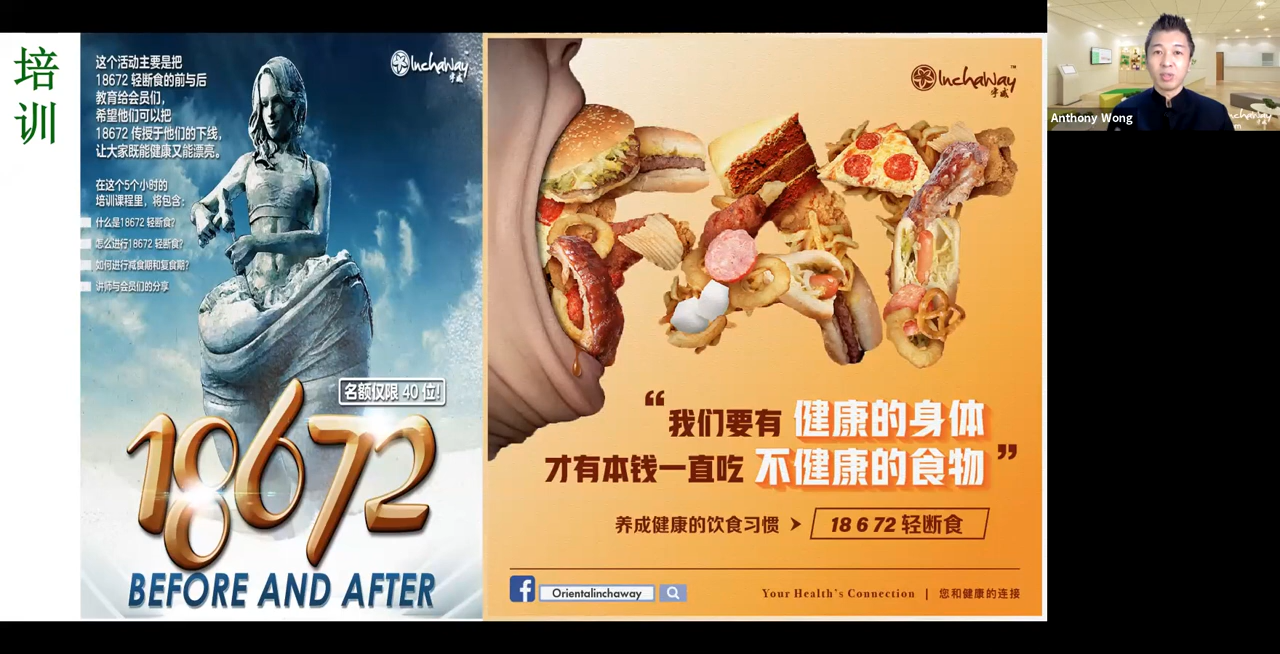 培
训
这个活动主要是把
18672 轻断食的前与后
教育给会员们，
希望他们可以把
18672 传授于他们的下线，
让大家既能健康又能漂亮。
在这个5个小时的
培训课程里，将包含：
什么是18672 轻断食?
怎么进行18672 轻断食?
如何进行减食期和复食期?
讲师与会员们的分享
Inchaway
宇威
名额仅限 40 位!
18672
BEFORE AND AFTER
Inchaway™
宇威
FAT
“我们要有 健康的身体
才有本钱一直吃 不健康的食物”
养成健康的饮食习惯 ➤ 18 6 72 轻断食
f Orientalinchaway
Your Health's Connection | 您和健康的连接
Anthony Wong